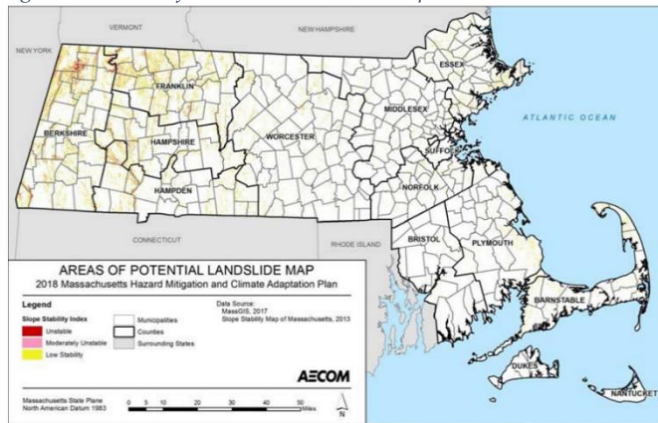 VERMONT
NEW HAMPSHIRE
NEW YORK
ESSEX
FRANKLIN
MIDDLESEX
ATLANTIC OCEAN
BERKSHIRE
WORCESTER
HAMPSHIRE
SUFFOLK
HAMPDEN
NORFOLK
CONNECTICUT
RHODE ISLAND
BRISTOL
PLYMOUTH
BARNSTABLE
DUKES
NANTUCKET
AREAS OF POTENTIAL LANDSLIDE MAP
2018 Massachusetts Hazard Mitigation and Climate Adaptation Plan
Legend
Slope Stability Index
Unstable
Moderately Unstable
Low Stability
Municipalities
Counties
Surrounding States
Data Source:
MassGIS, 2017
Slope Stability Map of Massachusetts, 2013
AECOM
Massachusetts State Plane
North American Datum 1983
0 5 10 20 30 40 50
Miles
N